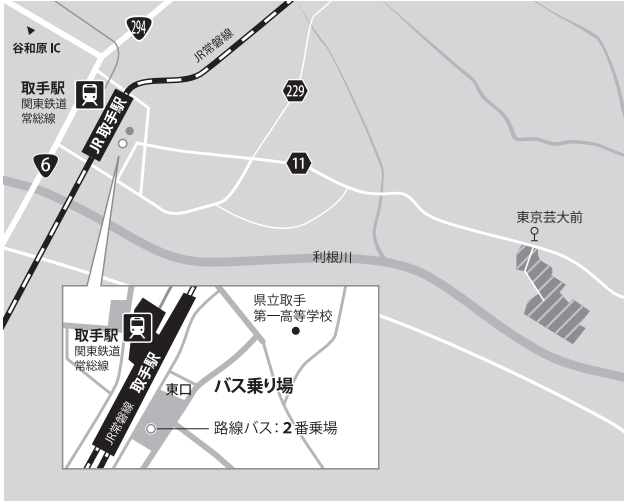 294
谷和原 IC
JR常磐線
取手駅
関東鉄道
常総線
JR 取手駅
229
6
11
東京芸大前
利根川
県立取手
第一高等学校
取手駅
関東鉄道
常総線
取手駅
東口
バス乗り場
JR常磐線
路線バス：2番乗場